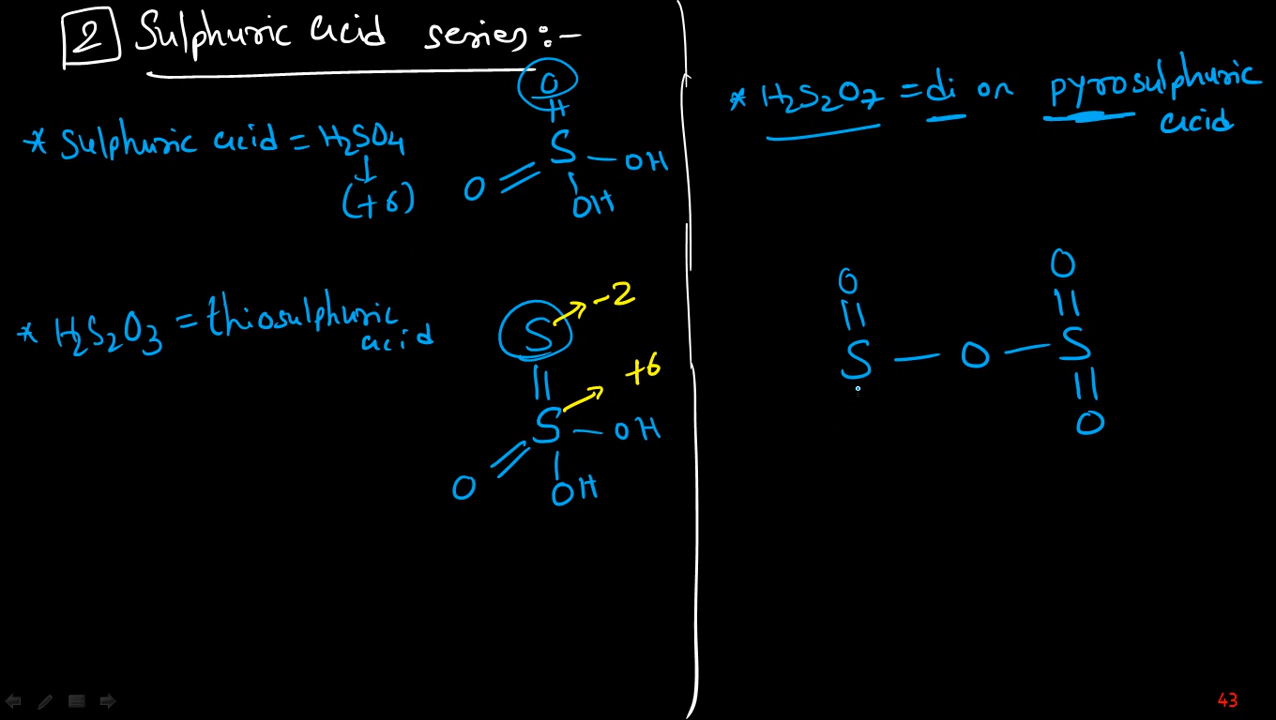 2 Sulphuric acid series:-
* Sulphuric acid = H2SO4
(+6)
O
S
O
OH
OH
* H2S2O3 = thiosulphuric
acid
S
-2
S
+6
O
OH
OH
* H2S2O7 = di or pyrosulphuric
acid
O
O
S - O - S
O
43